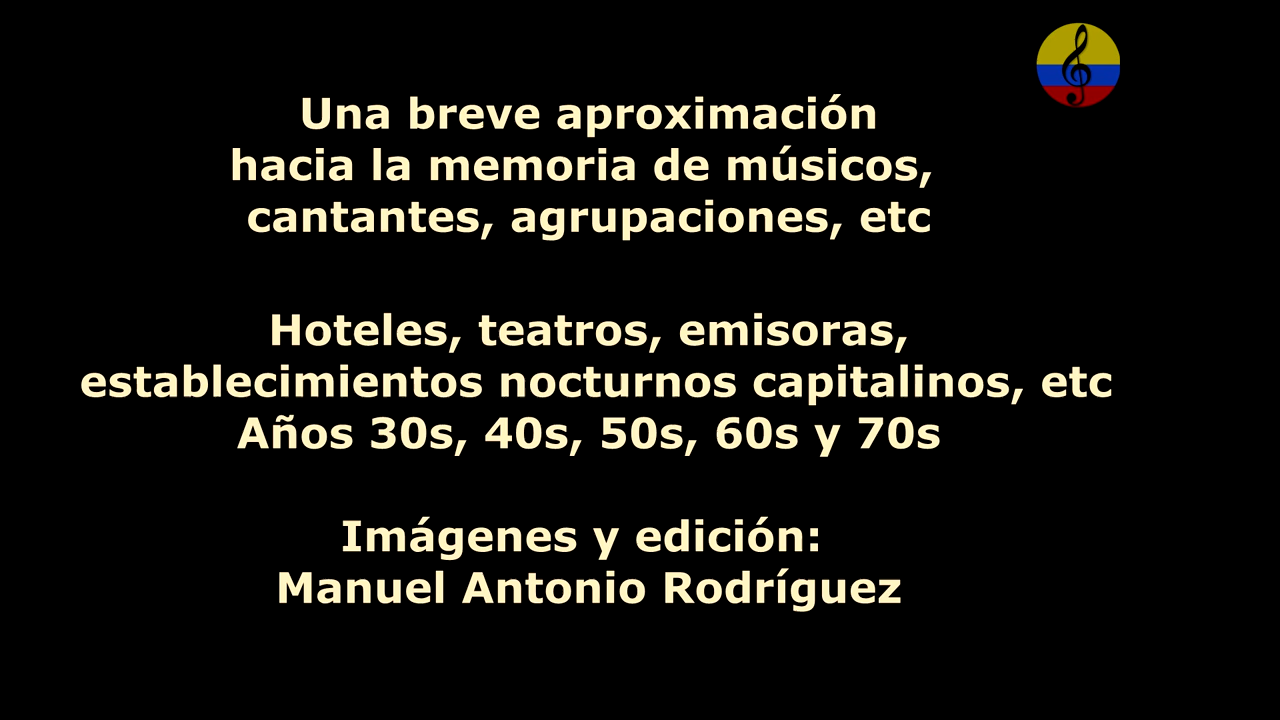 Una breve aproximación
hacia la memoria de músicos,
cantantes, agrupaciones, etc
Hoteles, teatros, emisoras,
establecimientos nocturnos capitalinos, etc
Años 30s, 40s, 50s, 60s y 70s
Imágenes y edición:
Manuel Antonio Rodríguez